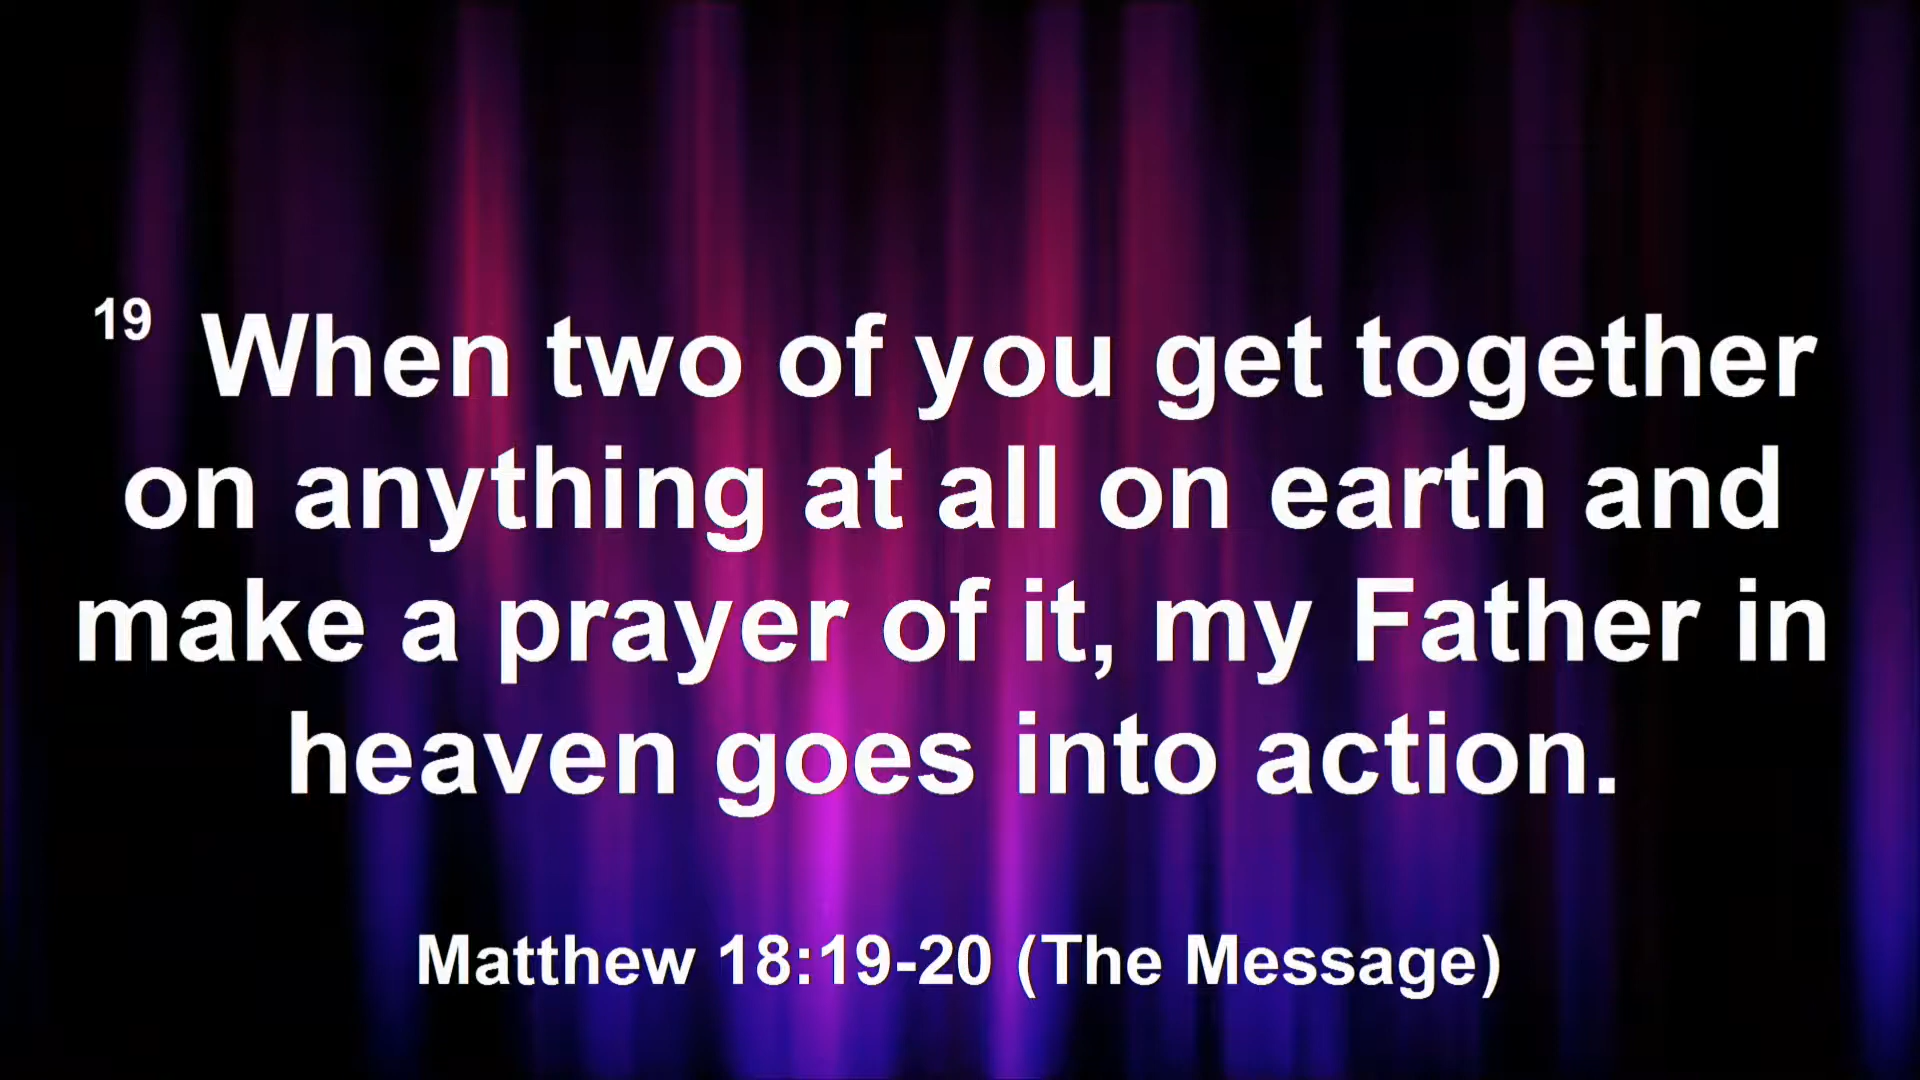 19 When two of you get together
on anything at all on earth and
make a prayer of it, my Father in
heaven goes into action.
Matthew 18:19-20 (The Message)